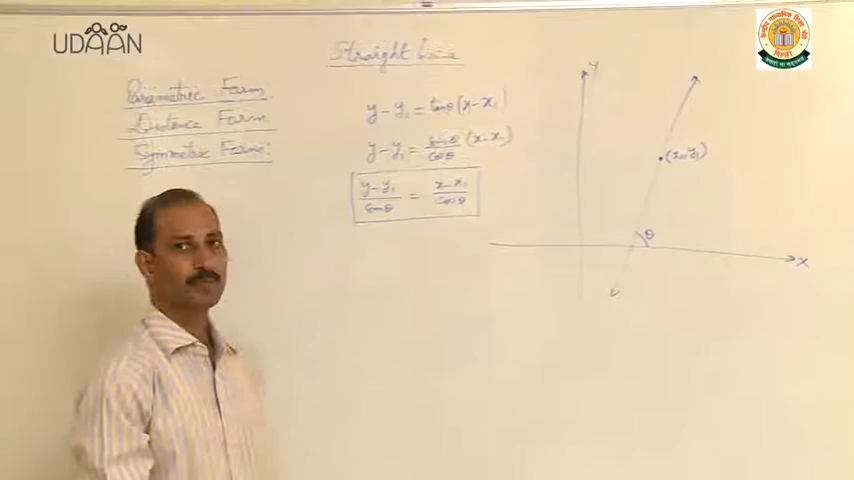 UDAAN
Straight Line
Parametric Form:
Distance Form:
Symmetric Form:
y-y₁ = tanθ(x-x₁)
y-y₁ = sinθ/cosθ (x-x₁)
y-y₁/sinθ = x-x₁/cosθ
Y
(x₁,y₁)
θ
X